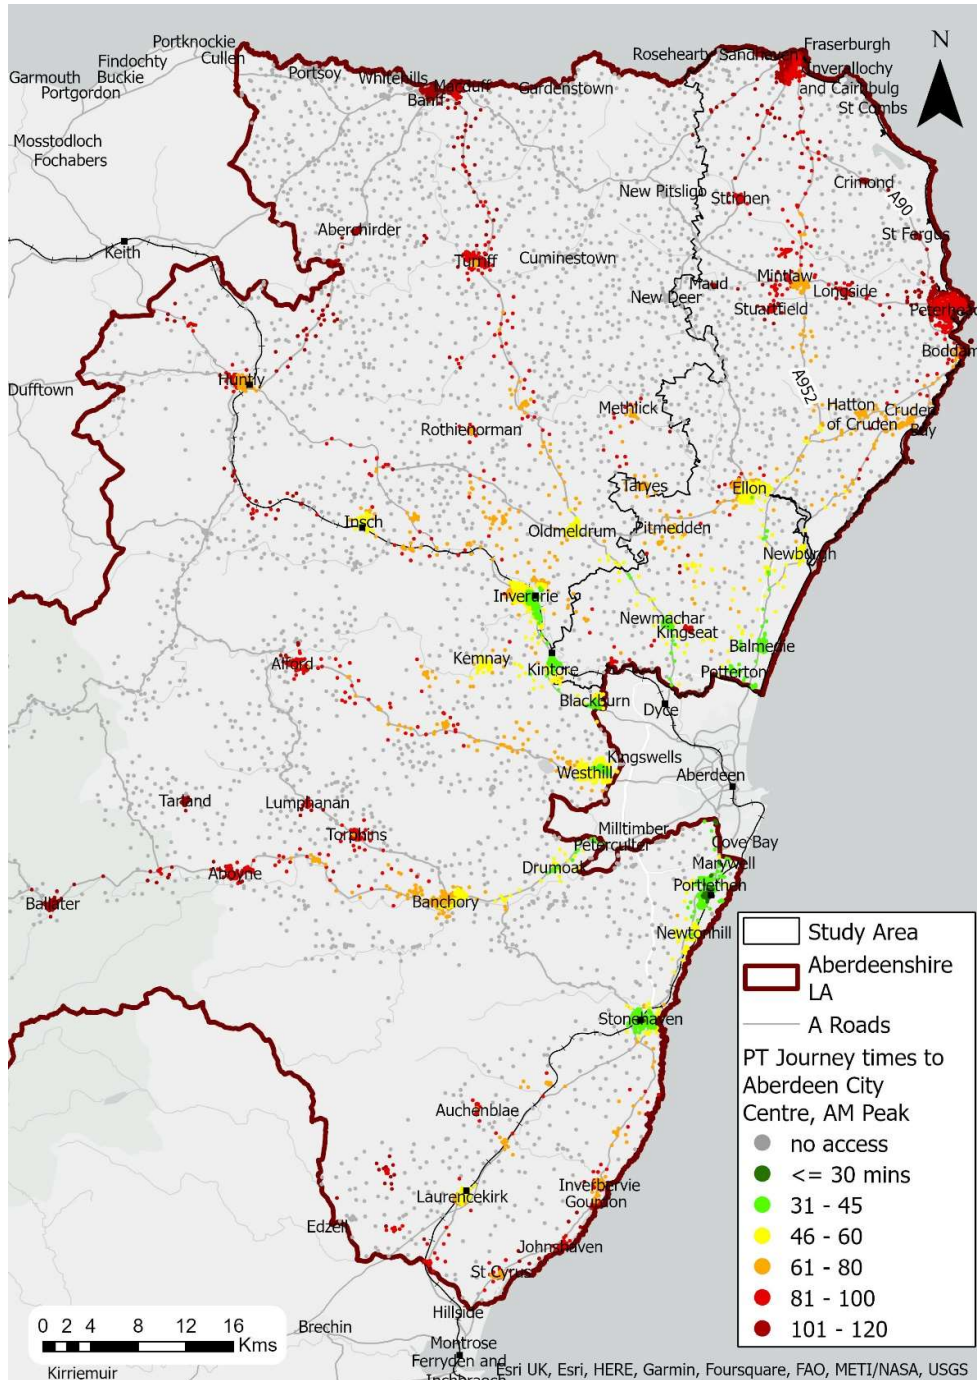 Portknockie
Cullen
Findochty
Garmouth
Buckie
Portgordon
Portsoy
Whitehills
Macduff
Banff
Gardenstown
Rosehearty
Sandhaven
Fraserburgh
Inverallochy
and Cairnbulg
St Combs
N
Mosstodloch
Fochabers
New Pitsligo
Strichen
Crimond
A90
Keith
Aberchirder
Turriff
Cuminestown
St Fergus
Mintlaw
Maud
New Deer
Longside
Stuartfield
Peterhead
Boddam
Dufftown
Huntly
A952
Methlick
Hatton
of Cruden
Cruden
Bay
Rothienorman
Tarves
Ellon
Insch
Oldmeldrum
Pitmedden
Newburgh
Inverurie
Newmachar
Kingseat
Balmedie
Alford
Kemnay
Kintore
Potterton
Blackburn
Dyce
Kingswells
Westhill
Aberdeen
Tarland
Lumphanan
Torphins
Milltimber
Peterculter
Cove Bay
Drumoak
Marywell
Aboyne
Portlethen
Ballater
Banchory
Newtonhill
Stonehaven
Auchenblae
Laurencekirk
Inverbervie
Gourdon
Edzell
Johnshaven
St Cyrus
Hillside
Brechin
Montrose
Ferryden and
Kirriemuir
Study Area
Aberdeenshire
LA
A Roads
PT Journey times to
Aberdeen City
Centre, AM Peak
no access
<= 30 mins
31 - 45
46 - 60
61 - 80
81 - 100
101 - 120
0 2 4 8 12 16
Kms
Esri UK, Esri, HERE, Garmin, Foursquare, FAO, METI/NASA, USGS